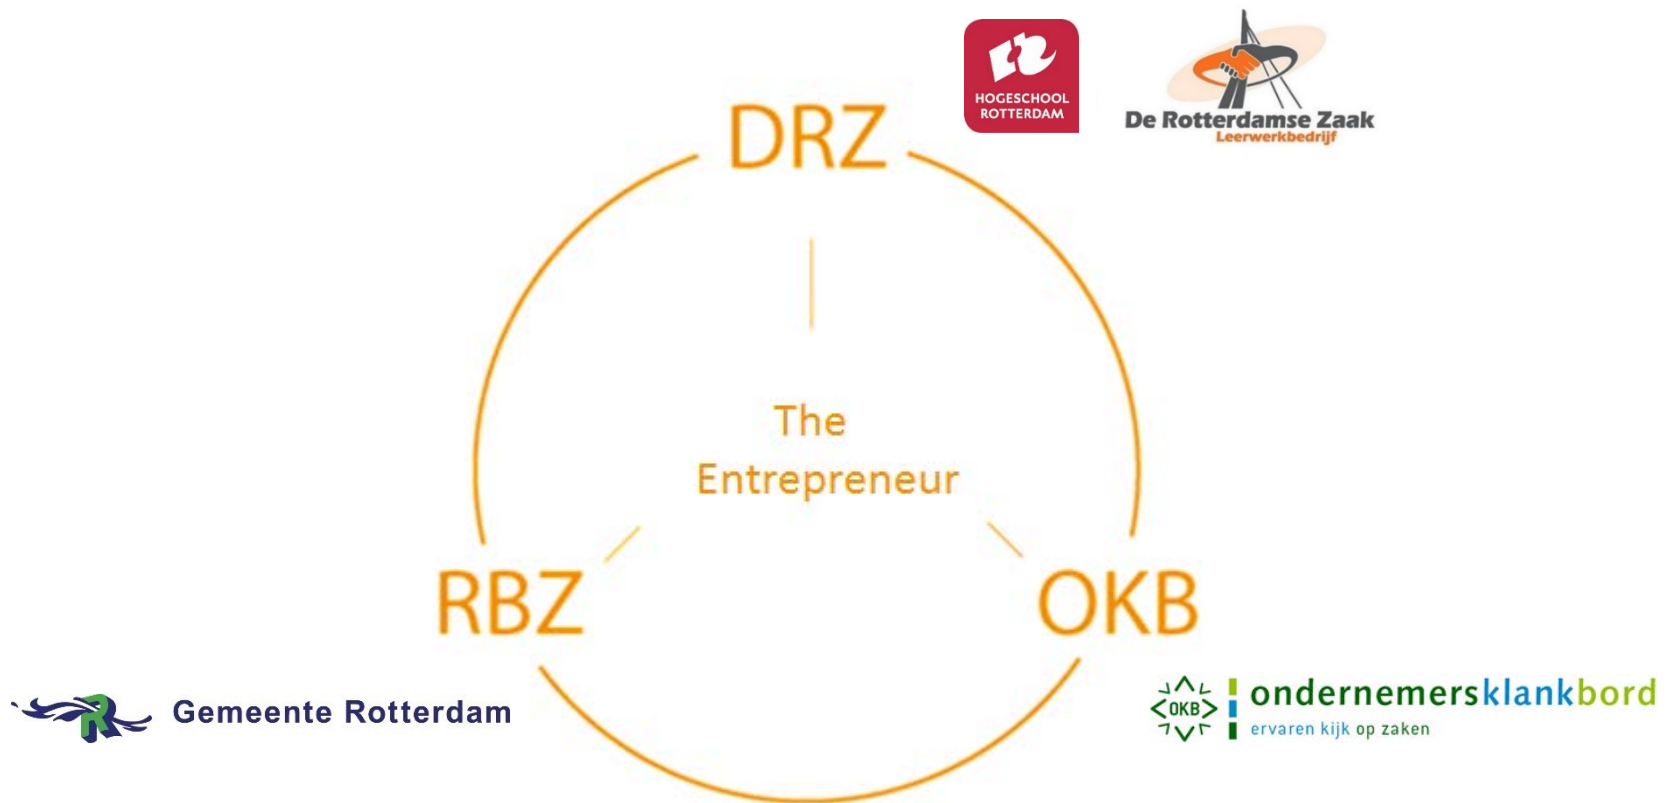 HOGESCHOOL
ROTTERDAM
De Rotterdamse Zaak
Leerwerkbedrijf
DRZ
The
Entrepreneur
RBZ
OKB
R
Gemeente Rotterdam
OKB
ondernemersklankbord
ervaren kijk op zaken